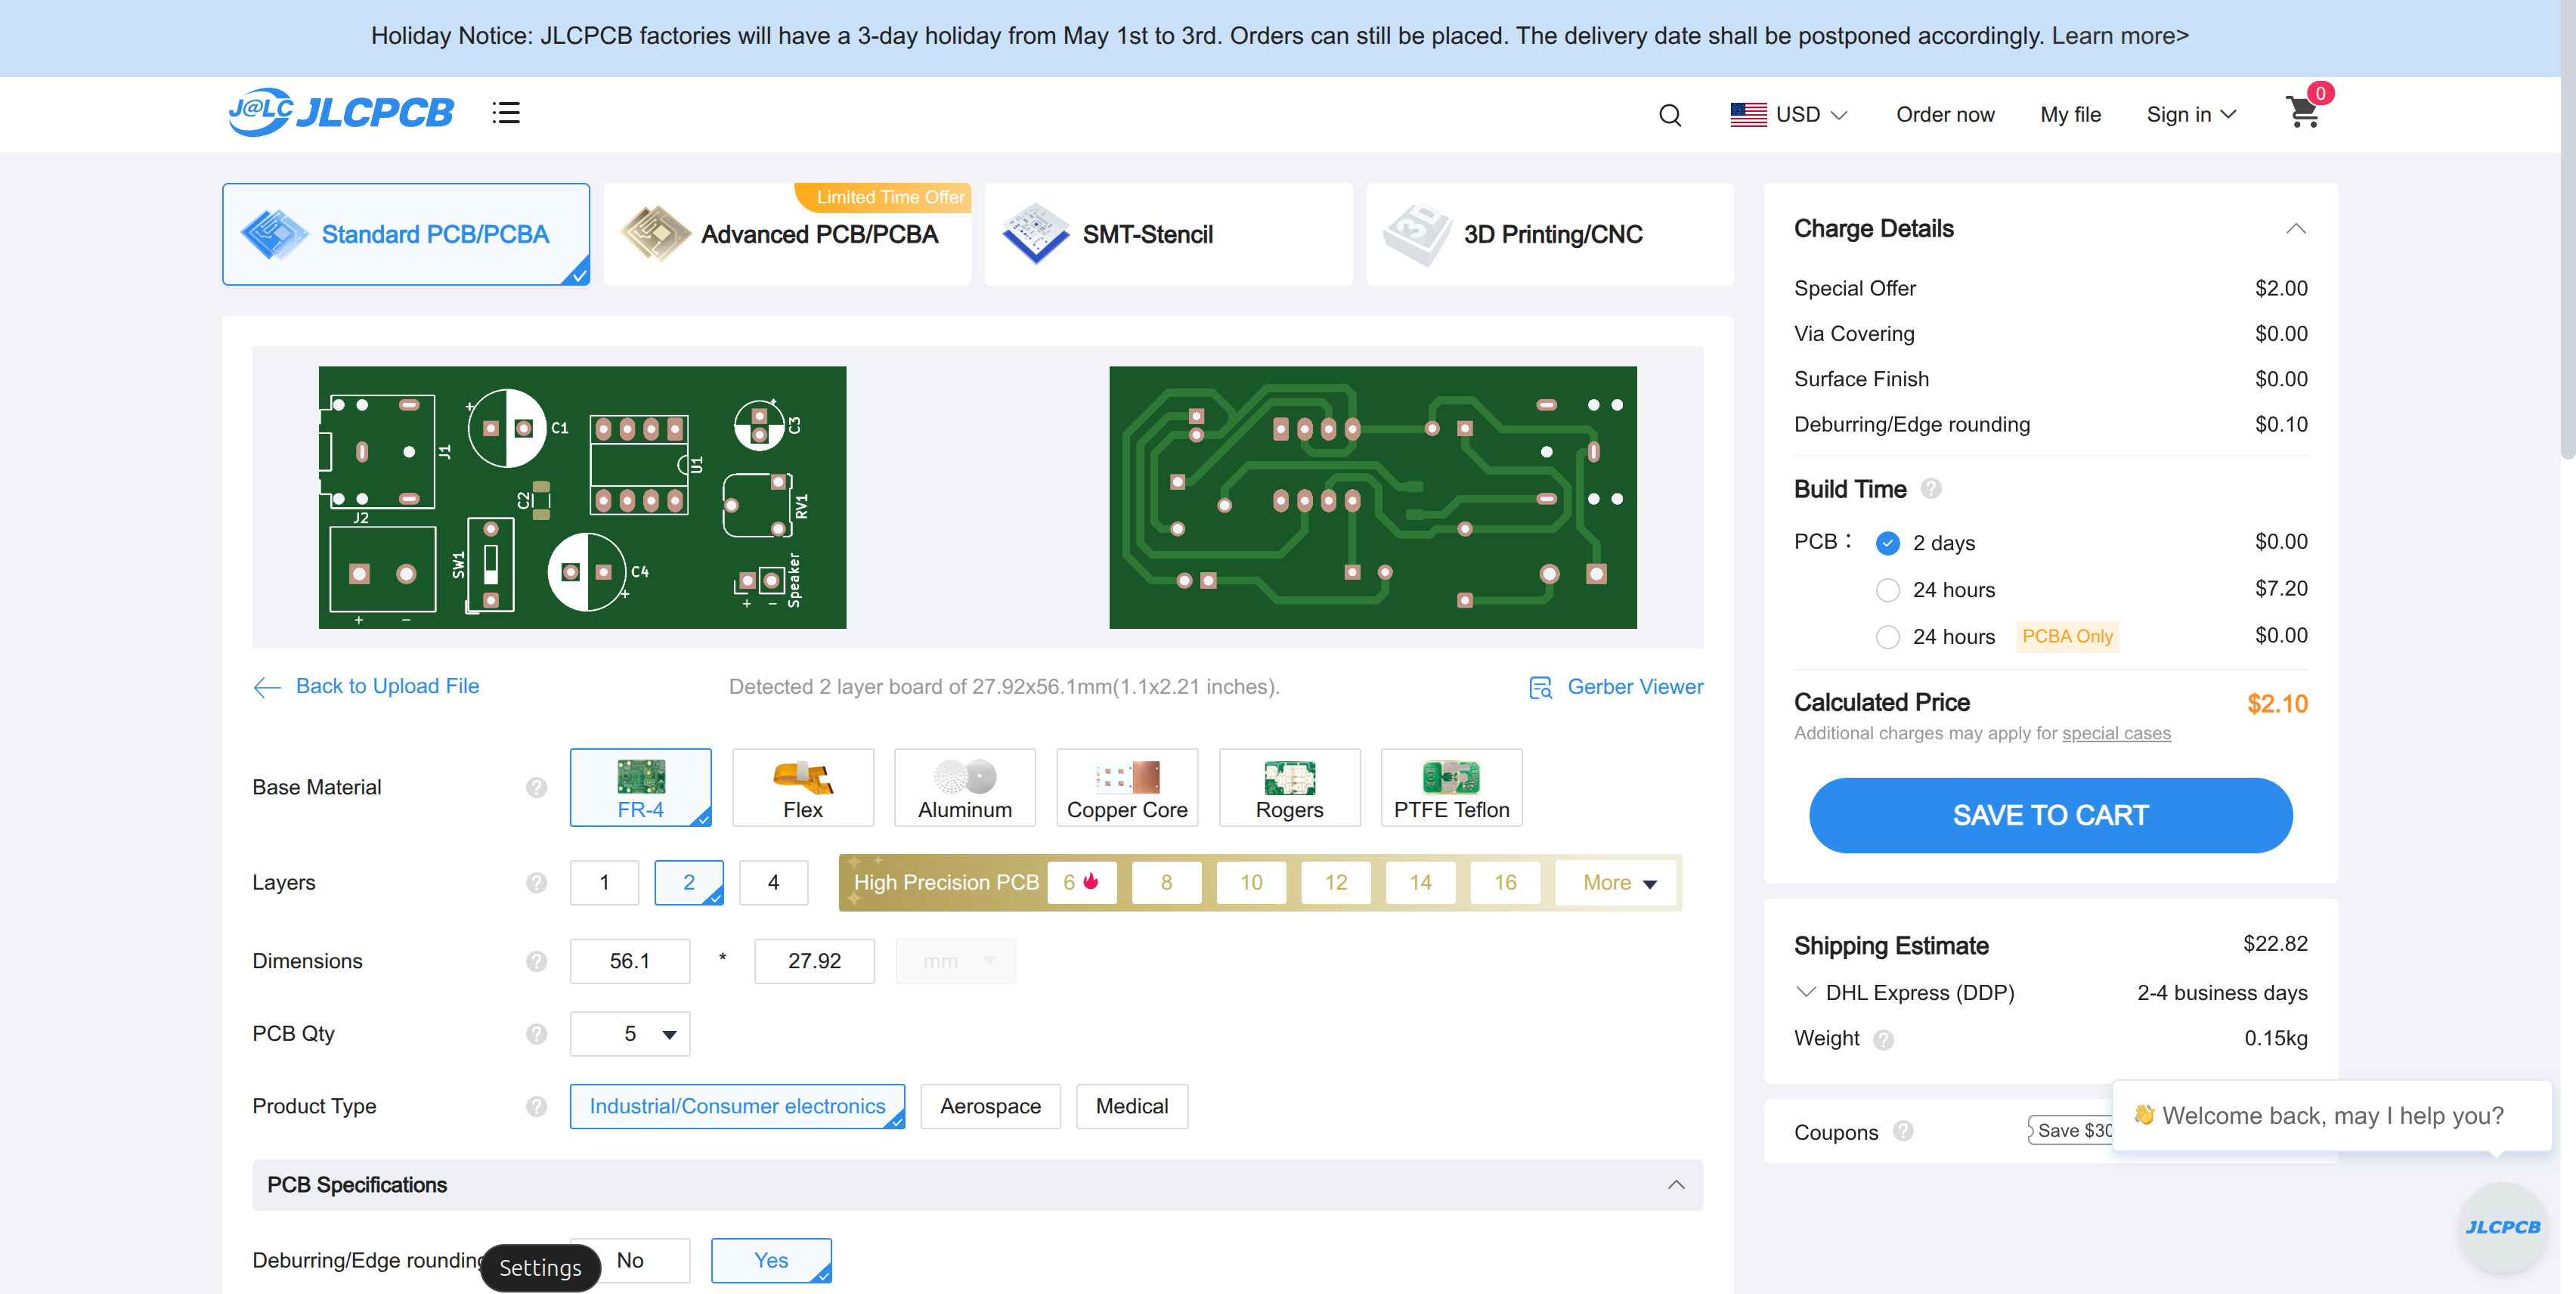 Holiday Notice: JLCPCB factories will have a 3-day holiday from May 1st to 3rd. Orders can still be placed. The delivery date shall be postponed accordingly. Learn more>
J@LC JLCPCB
USD
Order now
My file
Sign in
0
Standard PCB/PCBA
Limited Time Offer
Advanced PCB/PCBA
SMT-Stencil
3D
3D Printing/CNC
J1
+
C1
U1
+
C3
C2
RV1
J2
SW1
C4
+
Speaker
+ −
+ −
Back to Upload File
Detected 2 layer board of 27.92x56.1mm(1.1x2.21 inches).
Gerber Viewer
Base Material
?
FR-4
Flex
Aluminum
Copper Core
Rogers
PTFE Teflon
Layers
?
1
2
4
High Precision PCB
6
8
10
12
14
16
More
Dimensions
?
56.1
*
27.92
mm
PCB Qty
?
5
Product Type
?
Industrial/Consumer electronics
Aerospace
Medical
PCB Specifications
Deburring/Edge rounding
No
Yes
Settings
Charge Details
Special Offer $2.00
Via Covering $0.00
Surface Finish $0.00
Deburring/Edge rounding $0.10
Build Time ?
PCB : 2 days $0.00
24 hours $7.20
24 hours PCBA Only $0.00
Calculated Price $2.10
Additional charges may apply for special cases
SAVE TO CART
Shipping Estimate $22.82
DHL Express (DDP) 2-4 business days
Weight ? 0.15kg
Coupons ? Save $30
👋 Welcome back, may I help you?
JLCPCB